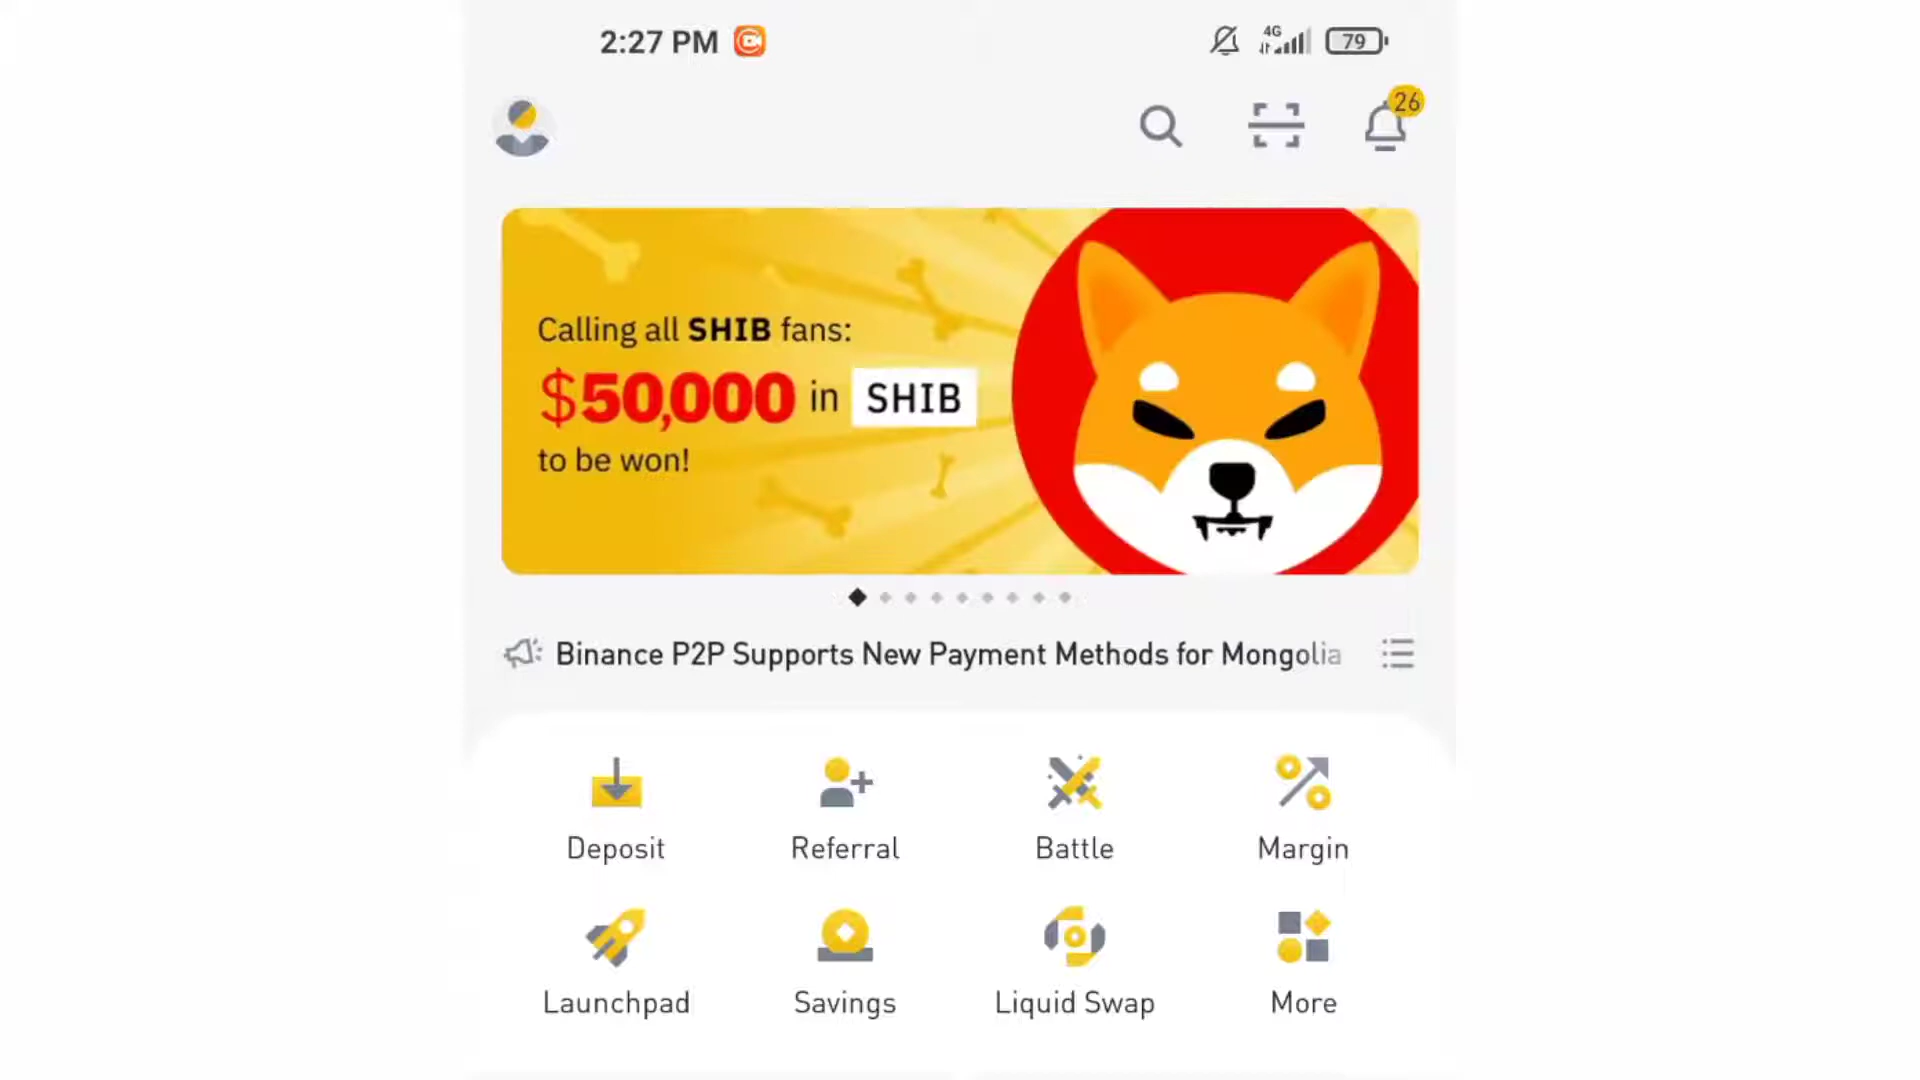 2:27 PM
4G
79
26
Calling all SHIB fans:
$50,000 in SHIB
to be won!
Binance P2P Supports New Payment Methods for Mongolia
Deposit
Referral
Battle
Margin
Launchpad
Savings
Liquid Swap
More